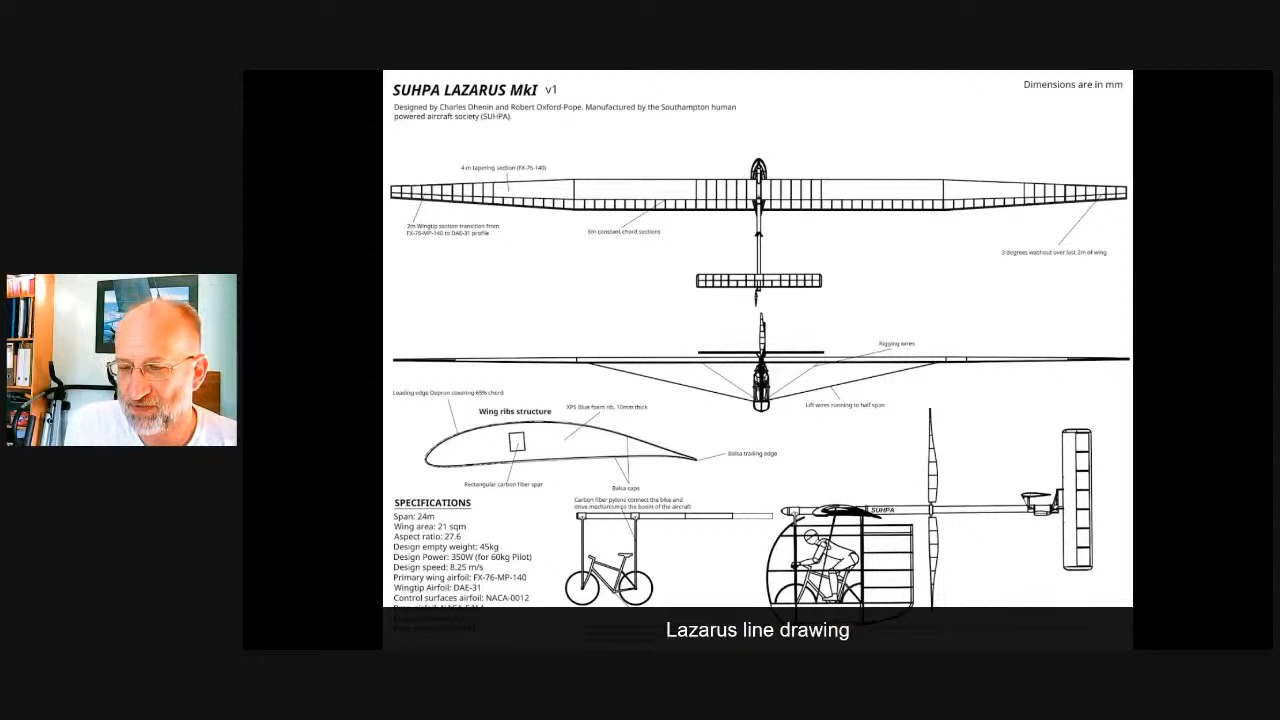 SUHPA LAZARUS MkI v1
Dimensions are in mm
Designed by Charles Dhenin and Robert Oxford-Pope. Manufactured by the Southampton human
powered aircraft society (SUHPA).
4 m tapering section (FX-76-140)
2m Wingtip section transition from
FX-76-MP-140 to DAE-31 profile.
6m constant chord sections
3 degrees washout over last 2m of wing
Rigging wires
Lift wires running to half span
Leading edge Depron covering 65% chord
Wing ribs structure
XPS Blue foam rib. 10mm thick
Balsa trailing edge
Rectangular carbon fiber spar
Balsa caps
Carbon fiber pylons connect the bike and
drive mechanism to the boom of the aircraft
SUHPA
SPECIFICATIONS
Span: 24m
Wing area: 21 sqm
Aspect ratio: 27.6
Design empty weight: 45kg
Design Power: 350W (for 60kg Pilot)
Design speed: 8.25 m/s
Primary wing airfoil: FX-76-MP-140
Wingtip Airfoil: DAE-31
Control surfaces airfoil: NACA-0012
Lazarus line drawing